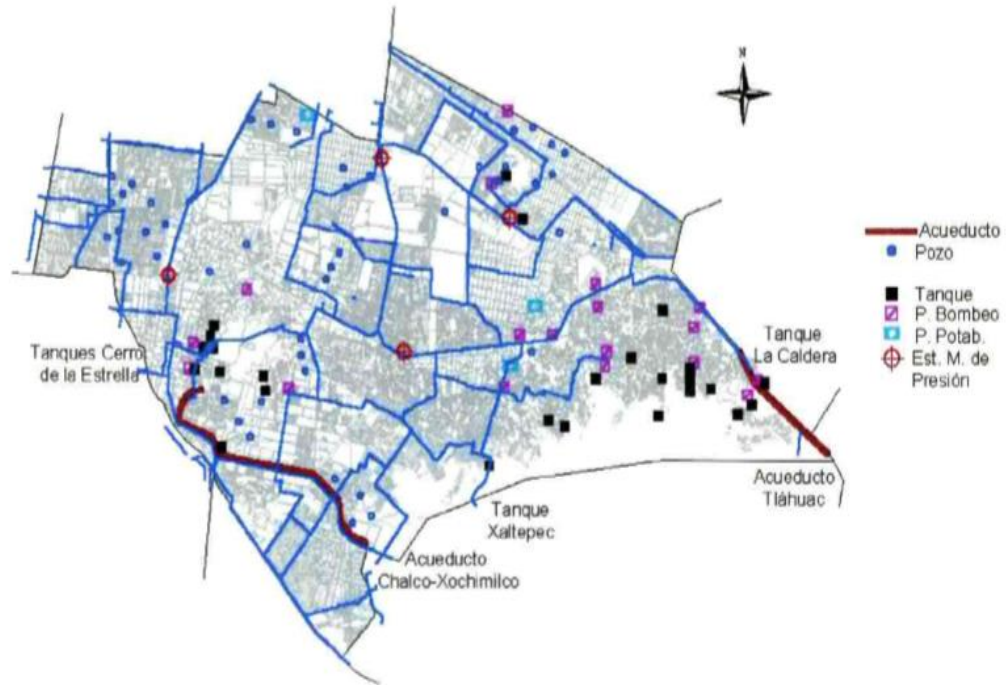 N
Acueducto
Pozo
Tanque
P. Bombeo
P. Potab.
Est. M. de
Presión
Tanques Cerro
de la Estrella
Tanque
La Caldera
Acueducto
Tláhuac
Tanque
Xaltepec
Acueducto
Chalco-Xochimilco